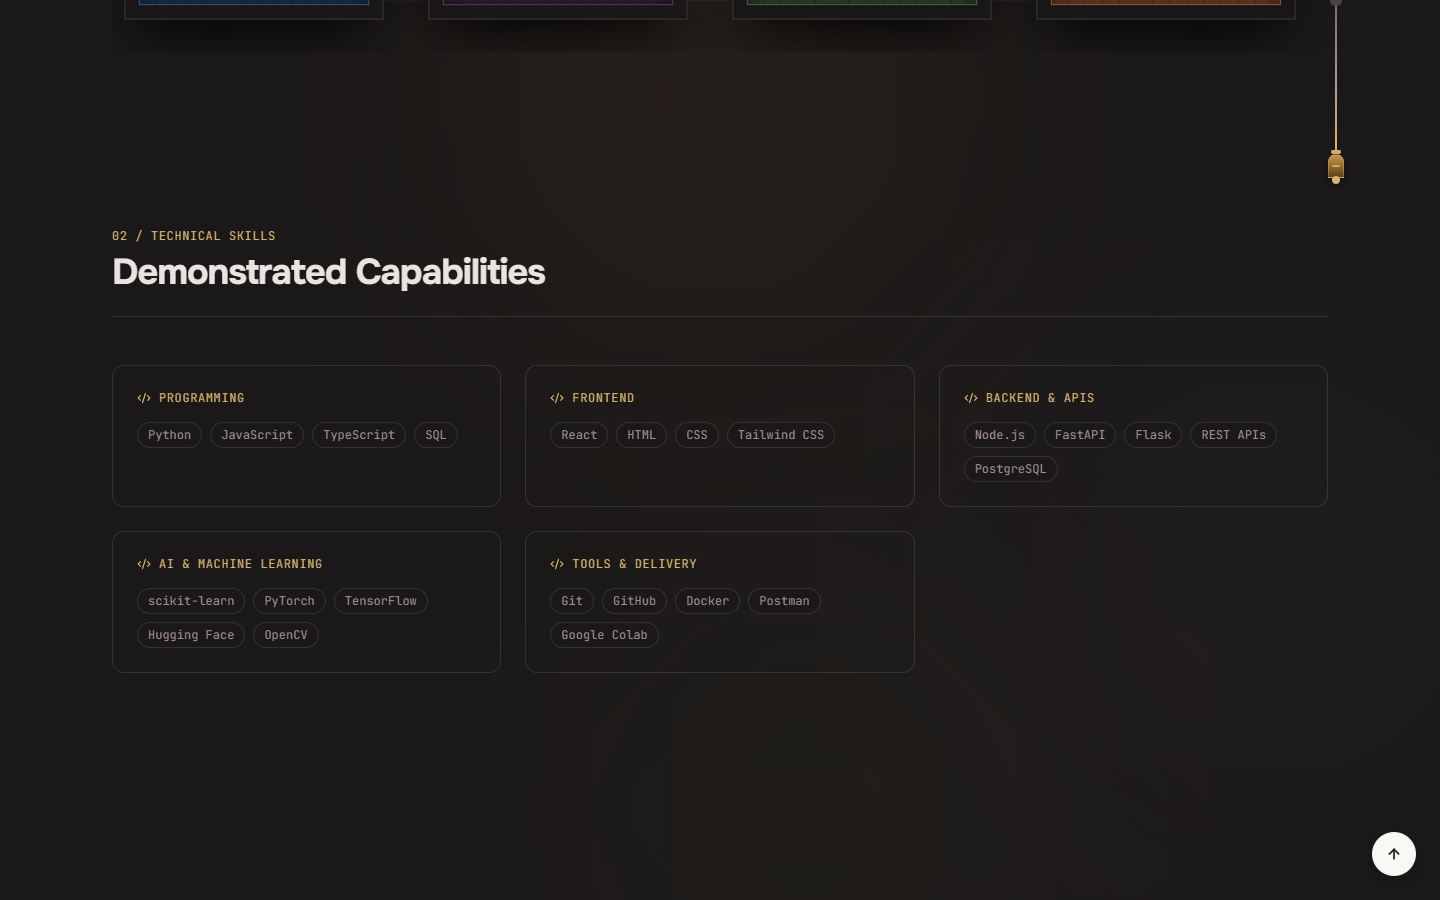 02 / TECHNICAL SKILLS
Demonstrated Capabilities
PROGRAMMING
Python JavaScript TypeScript SQL
FRONTEND
React HTML CSS Tailwind CSS
BACKEND & APIS
Node.js FastAPI Flask REST APIs
PostgreSQL
AI & MACHINE LEARNING
scikit-learn PyTorch TensorFlow
Hugging Face OpenCV
TOOLS & DELIVERY
Git GitHub Docker Postman
Google Colab